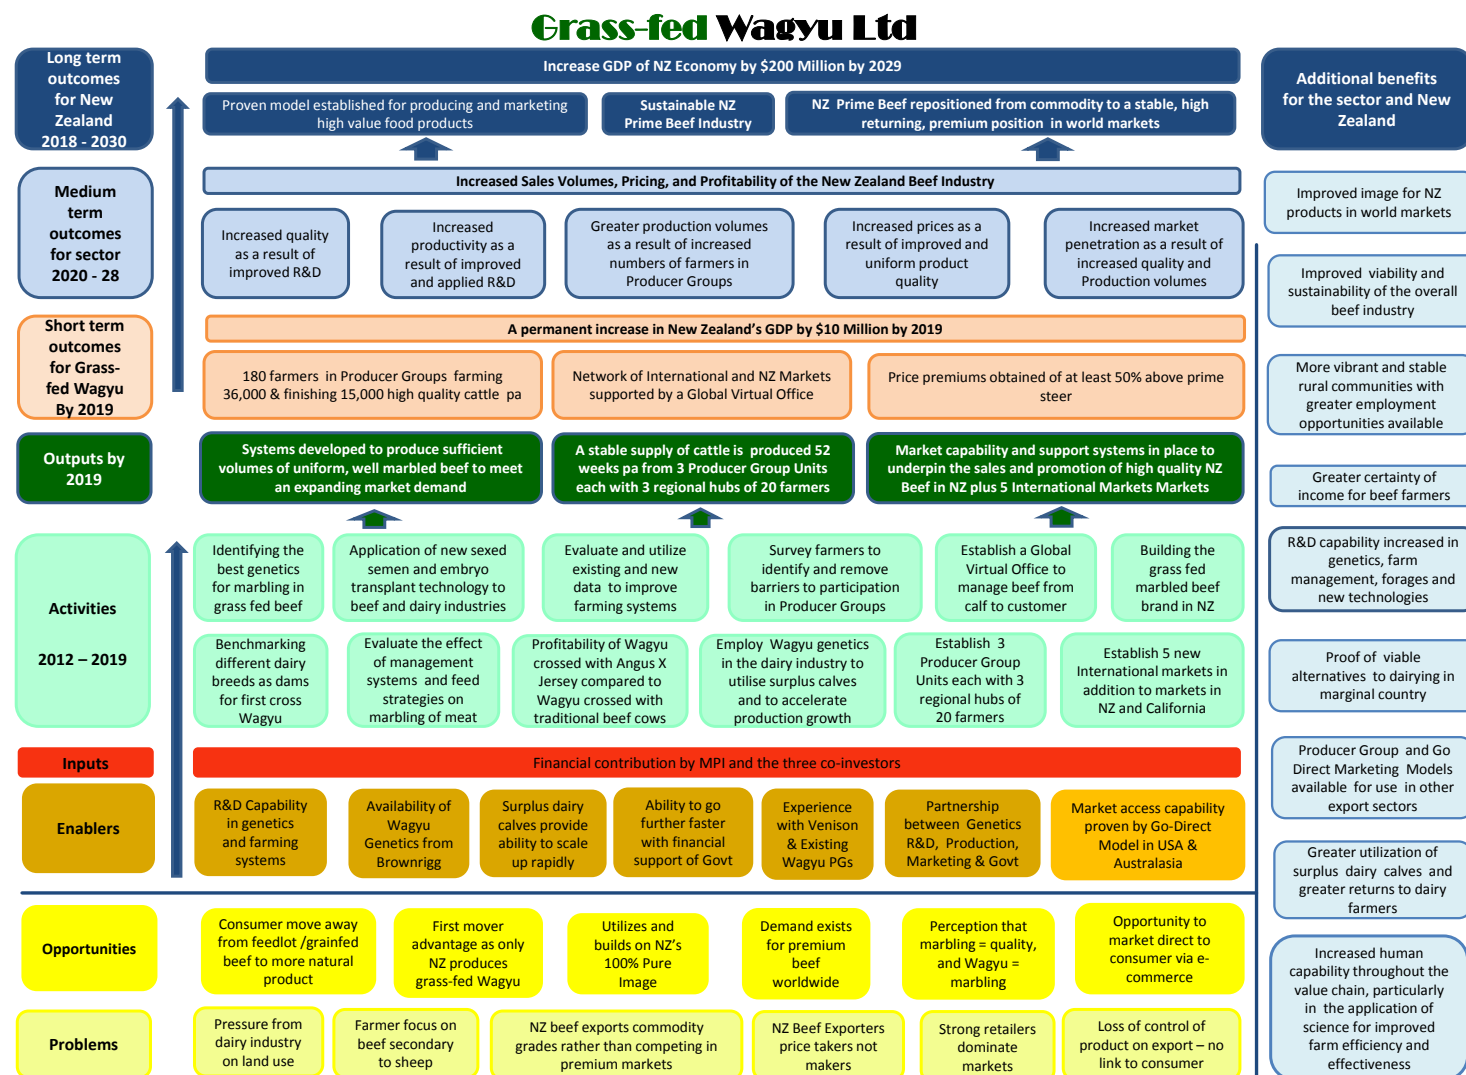 Grass-fed Wagyu Ltd
Long term
outcomes
for New
Zealand
2018 - 2030
Increase GDP of NZ Economy by $200 Million by 2029
Proven model established for producing and marketing
high value food products
Sustainable NZ
Prime Beef Industry
NZ Prime Beef repositioned from commodity to a stable, high
returning, premium position in world markets
Medium
term
outcomes
for sector
2020 - 28
Increased Sales Volumes, Pricing, and Profitability of the New Zealand Beef Industry
Increased quality
as a result of
improved R&D
Increased
productivity as a
result of improved
and applied R&D
Greater production volumes
as a result of increased
numbers of farmers in
Producer Groups
Increased prices as a
result of improved and
uniform product
quality
Increased market
penetration as a result of
increased quality and
Production volumes
Short term
outcomes
for Grass-
fed Wagyu
By 2019
A permanent increase in New Zealand's GDP by $10 Million by 2019
180 farmers in Producer Groups farming
36,000 & finishing 15,000 high quality cattle pa
Network of International and NZ Markets
supported by a Global Virtual Office
Price premiums obtained of at least 50% above prime
steer
Outputs by
2019
Systems developed to produce sufficient
volumes of uniform, well marbled beef to meet
an expanding market demand
A stable supply of cattle is produced 52
weeks pa from 3 Producer Group Units
each with 3 regional hubs of 20 farmers
Market capability and support systems in place to
underpin the sales and promotion of high quality NZ
Beef in NZ plus 5 International Markets Markets
Activities
2012 – 2019
Identifying the
best genetics
for marbling in
grass fed beef
Application of new sexed
semen and embryo
transplant technology to
beef and dairy industries
Evaluate and utilize
existing and new
data to improve
farming systems
Survey farmers to
identify and remove
barriers to participation
in Producer Groups
Establish a Global
Virtual Office to
manage beef from
calf to customer
Building the
grass fed
marbled beef
brand in NZ
Benchmarking
different dairy
breeds as dams
for first cross
Wagyu
Evaluate the effect
of management
systems and feed
strategies on
marbling of meat
Profitability of Wagyu
crossed with Angus X
Jersey compared to
Wagyu crossed with
traditional beef cows
Employ Wagyu genetics
in the dairy industry to
utilise surplus calves
and to accelerate
production growth
Establish 3
Producer Group
Units each with 3
regional hubs of
20 farmers
Establish 5 new
International markets in
addition to markets in
NZ and California
Inputs
Financial contribution by MPI and the three co-investors
Enablers
R&D Capability
in genetics
and farming
systems
Availability of
Wagyu
Genetics from
Brownrigg
Surplus dairy
calves provide
ability to scale
up rapidly
Ability to go
further faster
with financial
support of Govt
Experience
with Venison
& Existing
Wagyu PGs
Partnership
between Genetics
R&D, Production,
Marketing & Govt
Market access capability
proven by Go-Direct
Model in USA &
Australasia
Opportunities
Consumer move away
from feedlot /grainfed
beef to more natural
product
First mover
advantage as only
NZ produces
grass-fed Wagyu
Utilizes and
builds on NZ's
100% Pure
Image
Demand exists
for premium
beef
worldwide
Perception that
marbling = quality,
and Wagyu =
marbling
Opportunity to
market direct to
consumer via e-
commerce
Problems
Pressure from
dairy industry
on land use
Farmer focus on
beef secondary
to sheep
NZ beef exports commodity
grades rather than competing in
premium markets
NZ Beef Exporters
price takers not
makers
Strong retailers
dominate
markets
Loss of control of
product on export – no
link to consumer
Additional benefits
for the sector and New
Zealand
Improved image for NZ
products in world markets
Improved viability and
sustainability of the overall
beef industry
More vibrant and stable
rural communities with
greater employment
opportunities available
Greater certainty of
income for beef farmers
R&D capability increased in
genetics, farm
management, forages and
new technologies
Proof of viable
alternatives to dairying in
marginal country
Producer Group and Go
Direct Marketing Models
available for use in other
export sectors
Greater utilization of
surplus dairy calves and
greater returns to dairy
farmers
Increased human
capability throughout the
value chain, particularly
in the application of
science for improved
farm efficiency and
effectiveness